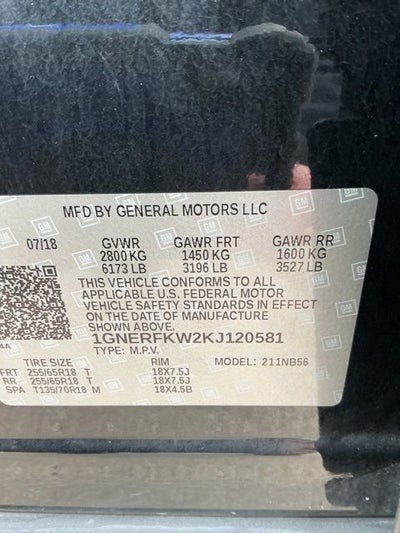 MFD BY GENERAL MOTORS LLC
07/18 GVWR GAWR FRT GAWR RR
2800 KG 1450 KG 1600 KG
6173 LB 3196 LB 3527 LB
THIS VEHICLE CONFORMS TO ALL
APPLICABLE U.S. FEDERAL MOTOR
VEHICLE SAFETY STANDARDS IN EFFECT
ON THE DATE OF MANUFACTURE
SHOWN ABOVE.
1GNERFKW2KJ120581
TYPE: M.P.V. MODEL: 211NB56
4A
TIRE SIZE RIM
FRT 255/65R18 T 18X7.5J
RR 255/65R18 T 18X7.5J
SPA T135/70R18 M 18X4.5B